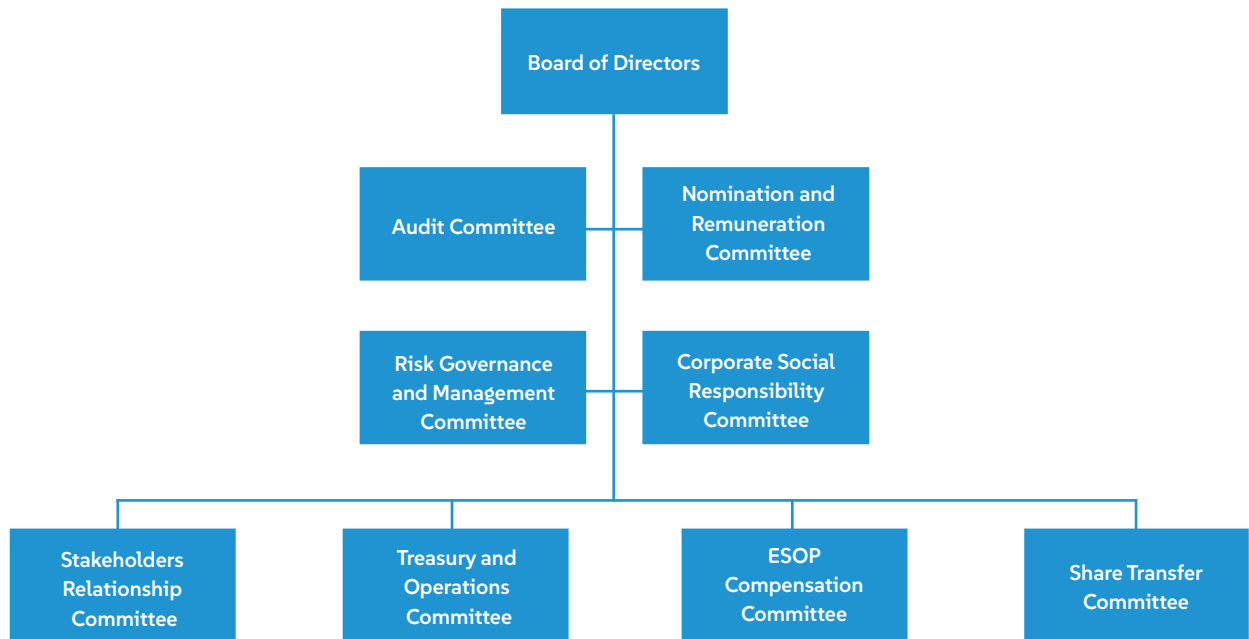 Board of Directors
Audit Committee
Nomination and
Remuneration
Committee
Risk Governance
and Management
Committee
Corporate Social
Responsibility
Committee
Stakeholders
Relationship
Committee
Treasury and
Operations
Committee
ESOP
Compensation
Committee
Share Transfer
Committee